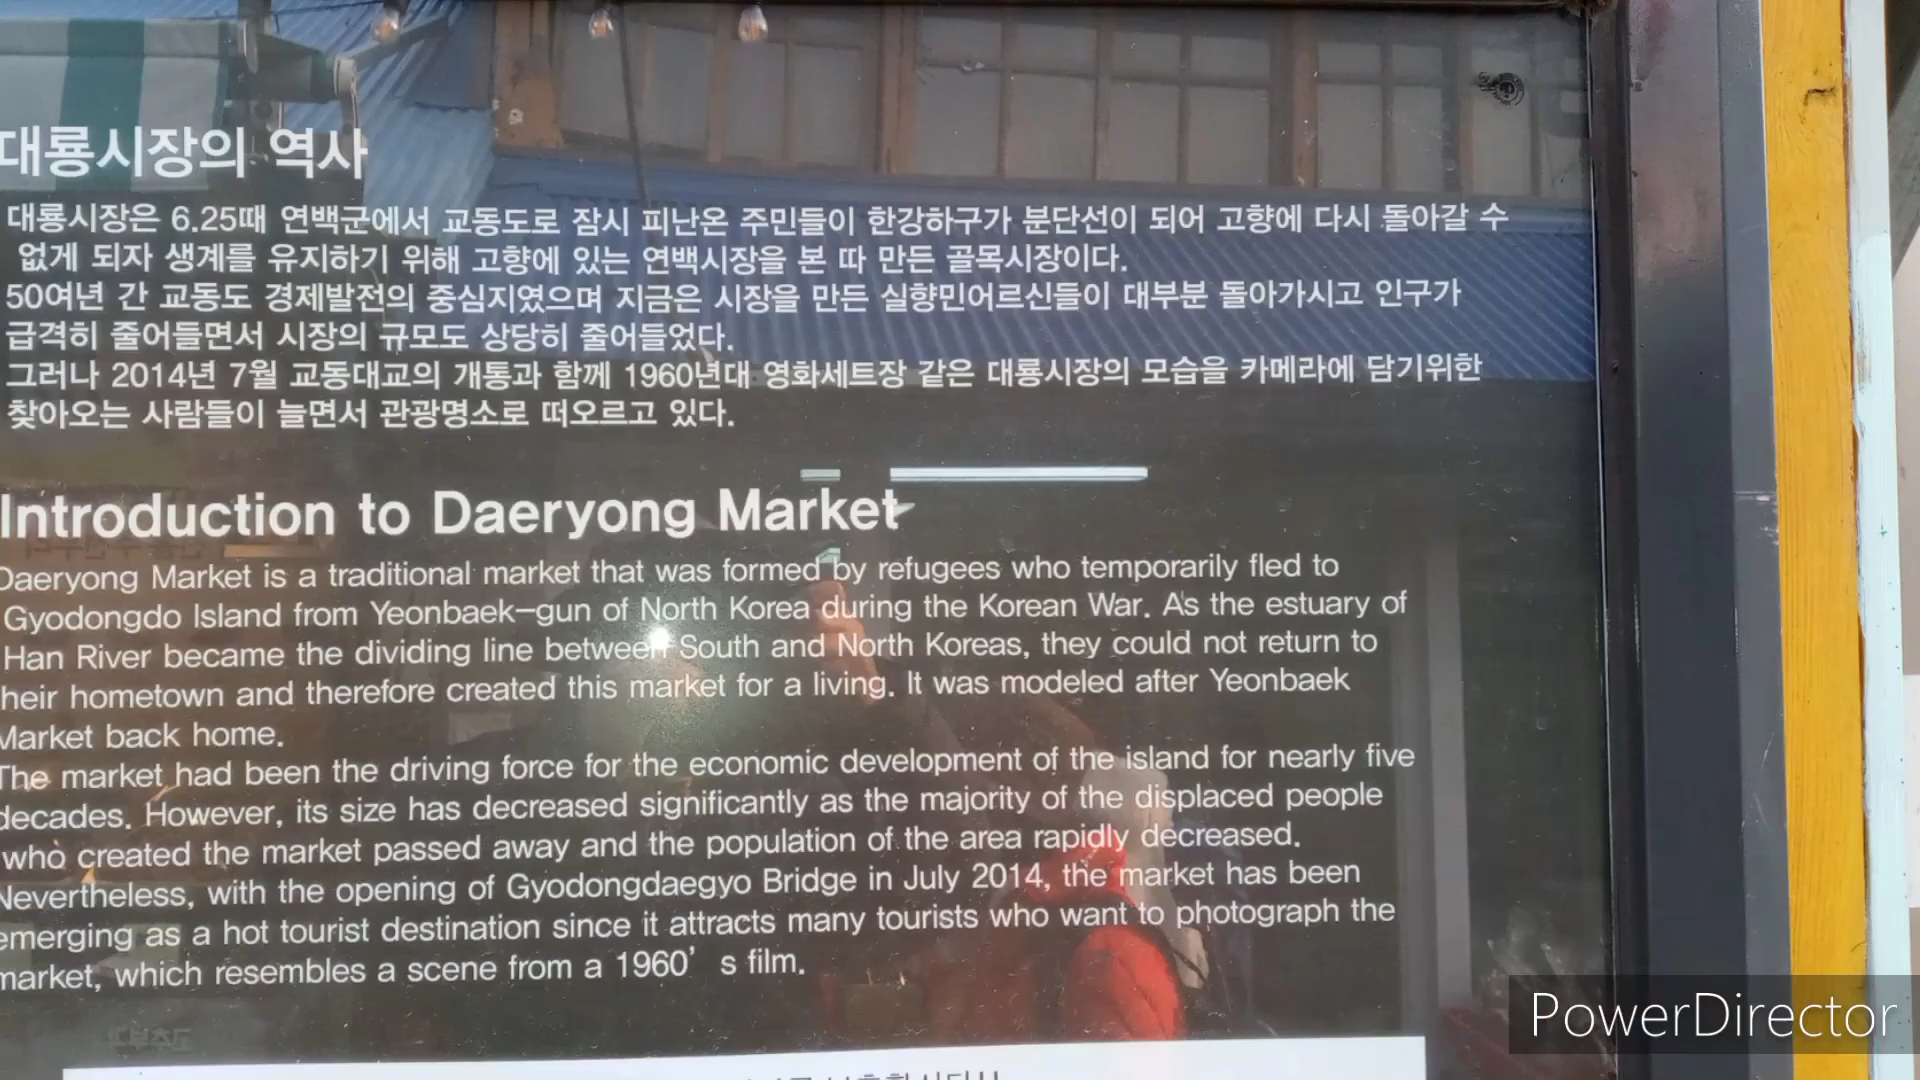 대룡시장의 역사
대룡시장은 6.25때 연백군에서 교동도로 잠시 피난온 주민들이 한강하구가 분단선이 되어 고향에 다시 돌아갈 수
없게 되자 생계를 유지하기 위해 고향에 있는 연백시장을 본 따 만든 골목시장이다.
50여년 간 교동도 경제발전의 중심지였으며 지금은 시장을 만든 실향민어르신들이 대부분 돌아가시고 인구가
급격히 줄어들면서 시장의 규모도 상당히 줄어들었다.
그러나 2014년 7월 교동대교의 개통과 함께 1960년대 영화세트장 같은 대룡시장의 모습을 카메라에 담기위한
찾아오는 사람들이 늘면서 관광명소로 떠오르고 있다.
Introduction to Daeryong Market
Daeryong Market is a traditional market that was formed by refugees who temporarily fled to
Gyodongdo Island from Yeonbaek-gun of North Korea during the Korean War. As the estuary of
Han River became the dividing line between South and North Koreas, they could not return to
heir hometown and therefore created this market for a living. It was modeled after Yeonbaek
Market back home.
The market had been the driving force for the economic development of the island for nearly five
decades. However, its size has decreased significantly as the majority of the displaced people
who created the market passed away and the population of the area rapidly decreased.
Nevertheless, with the opening of Gyodongdaegyo Bridge in July 2014, the market has been
emerging as a hot tourist destination since it attracts many tourists who want to photograph the
market, which resembles a scene from a 1960’s film.
PowerDirector